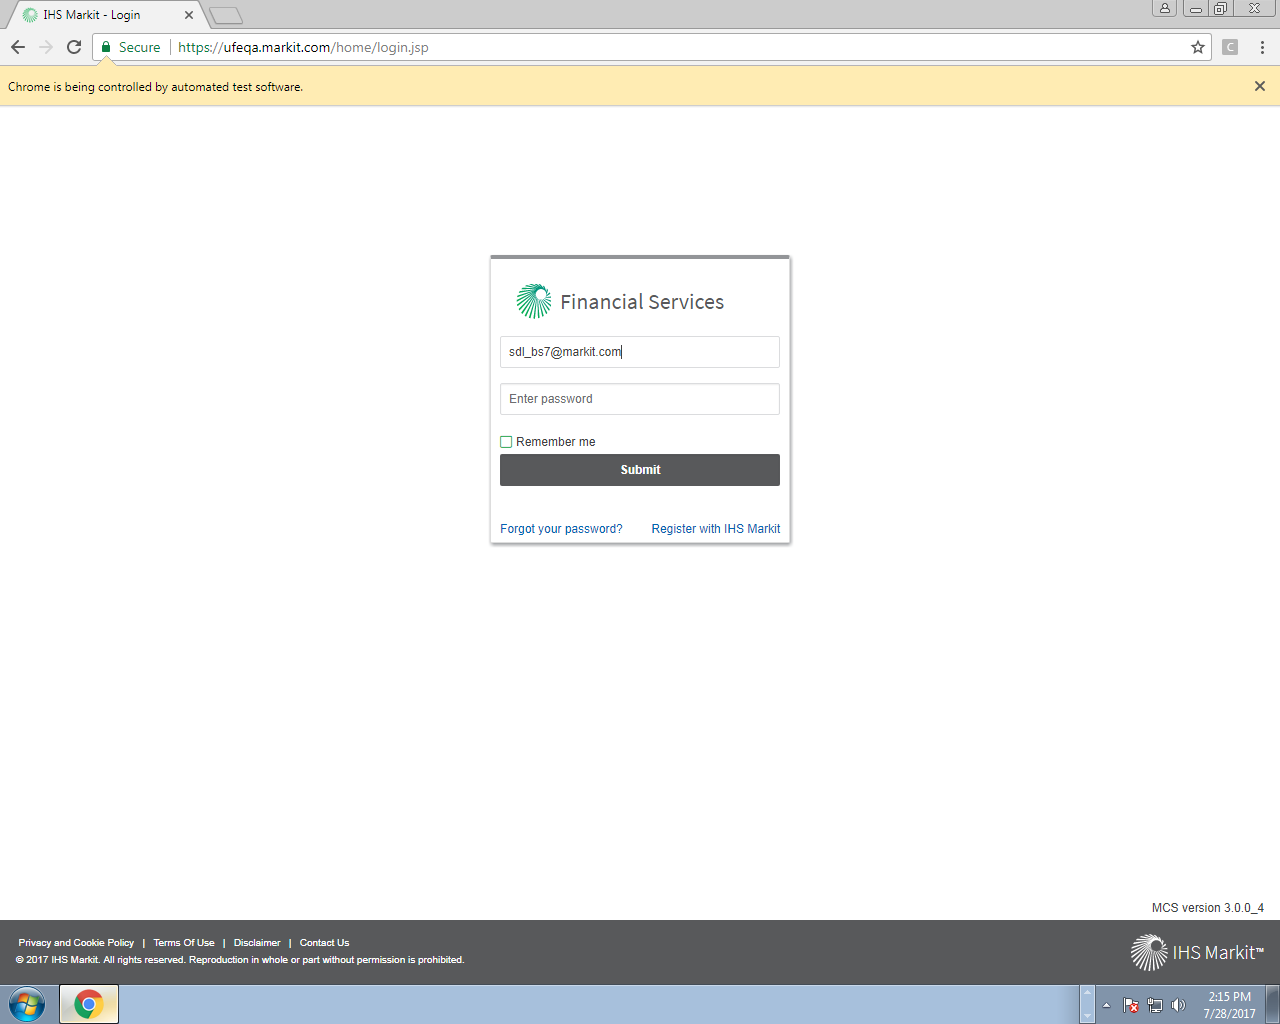 IHS Markit - Login
Secure https://ufeqa.markit.com/home/login.jsp
C
Chrome is being controlled by automated test software.
Financial Services
sdl_bs7@markit.com
Enter password
Remember me
Submit
Forgot your password? Register with IHS Markit
MCS version 3.0.0_4
Privacy and Cookie Policy | Terms Of Use | Disclaimer | Contact Us
© 2017 IHS Markit. All rights reserved. Reproduction in whole or part without permission is prohibited.
IHS Markit™
2:15 PM
7/28/2017